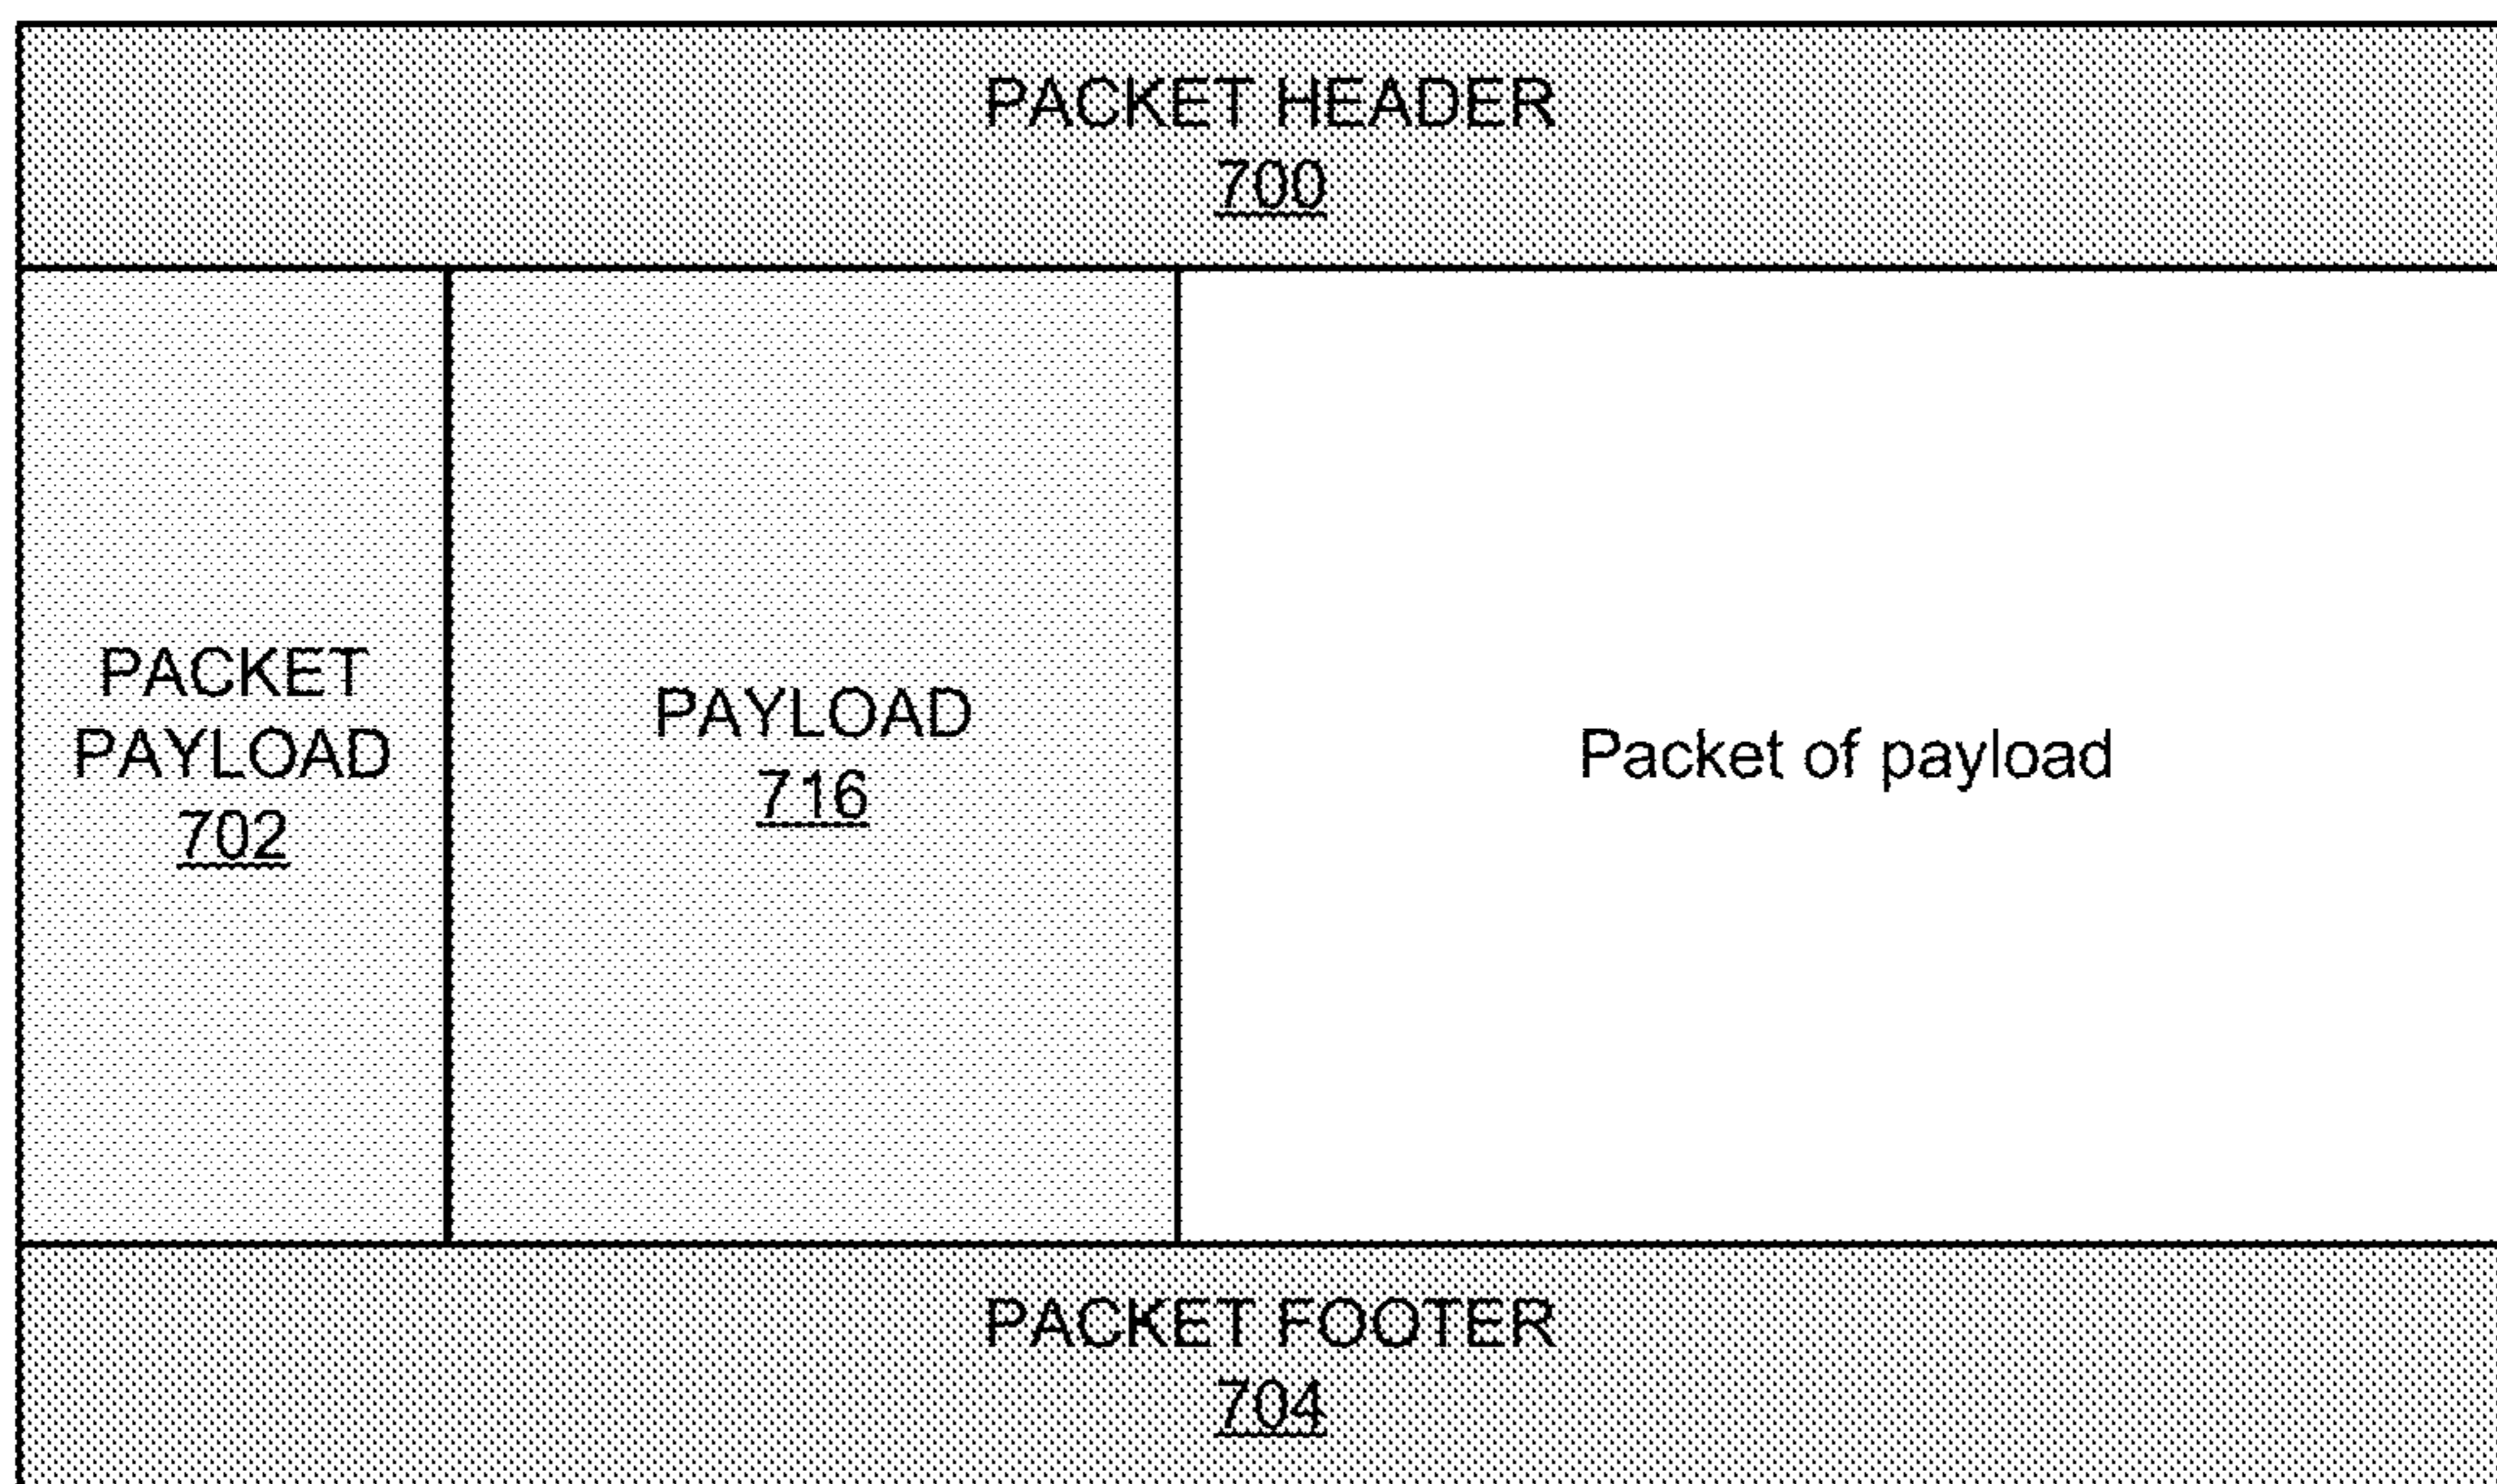 PACKET HEADER
700
PACKET
PAYLOAD
702
PAYLOAD
716
Packet of payload
PACKET FOOTER
704